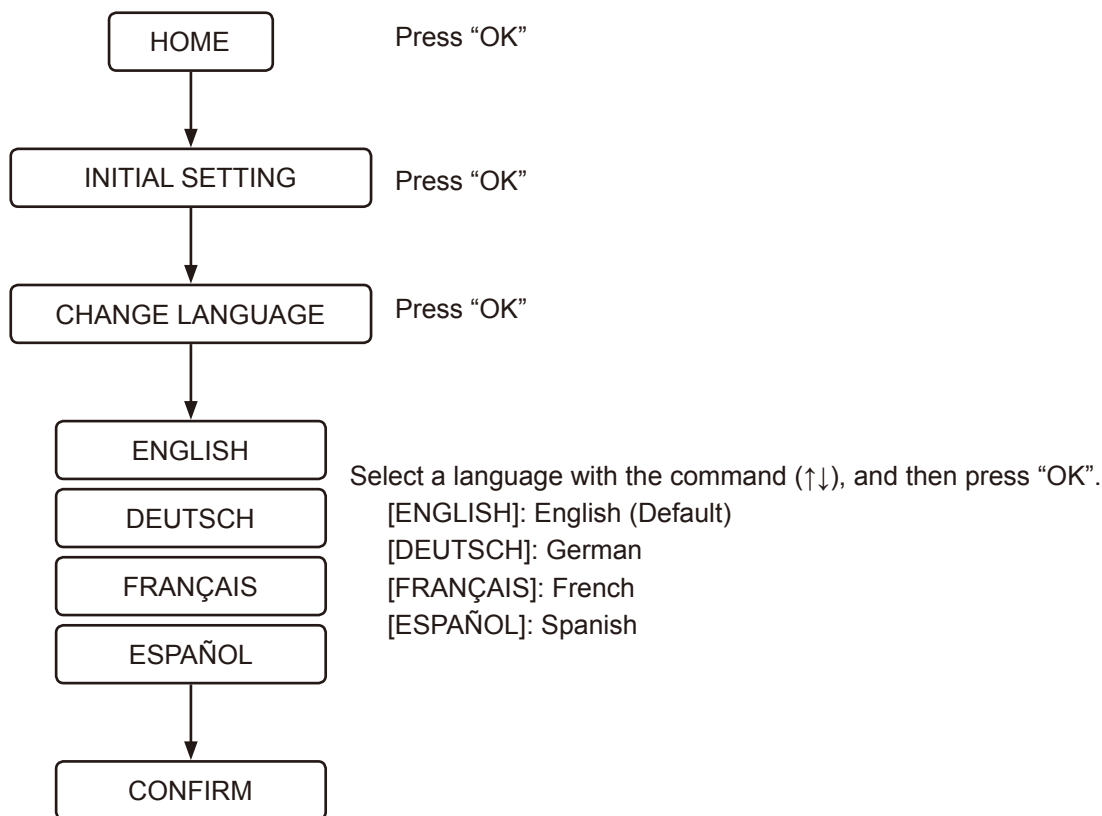 HOME
Press “OK”
INITIAL SETTING
Press “OK”
CHANGE LANGUAGE
Press “OK”
ENGLISH
DEUTSCH
FRANÇAIS
ESPAÑOL
Select a language with the command (↑↓), and then press “OK”.
[ENGLISH]: English (Default)
[DEUTSCH]: German
[FRANÇAIS]: French
[ESPAÑOL]: Spanish
CONFIRM